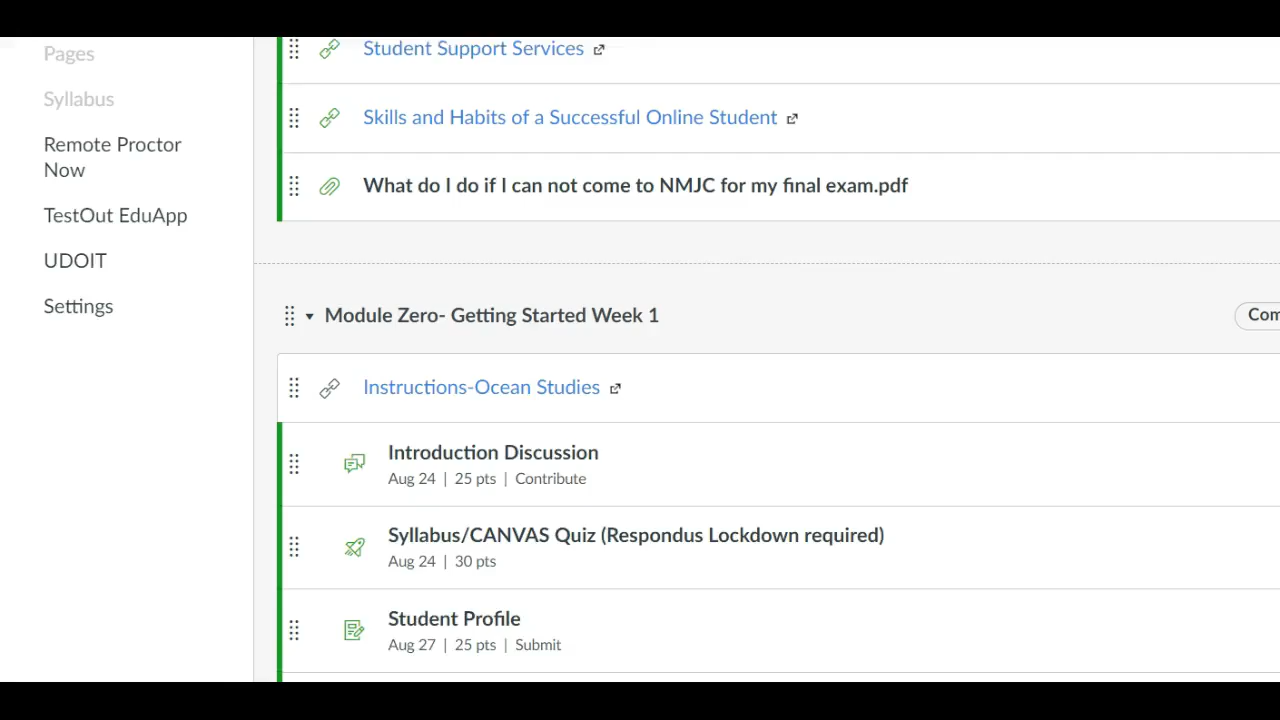 Pages
Syllabus
Remote Proctor
Now
TestOut EduApp
UDOIT
Settings
Student Support Services
Skills and Habits of a Successful Online Student
What do I do if I can not come to NMJC for my final exam.pdf
Module Zero- Getting Started Week 1
Com
Instructions-Ocean Studies
Introduction Discussion
Aug 24 | 25 pts | Contribute
Syllabus/CANVAS Quiz (Respondus Lockdown required)
Aug 24 | 30 pts
Student Profile
Aug 27 | 25 pts | Submit